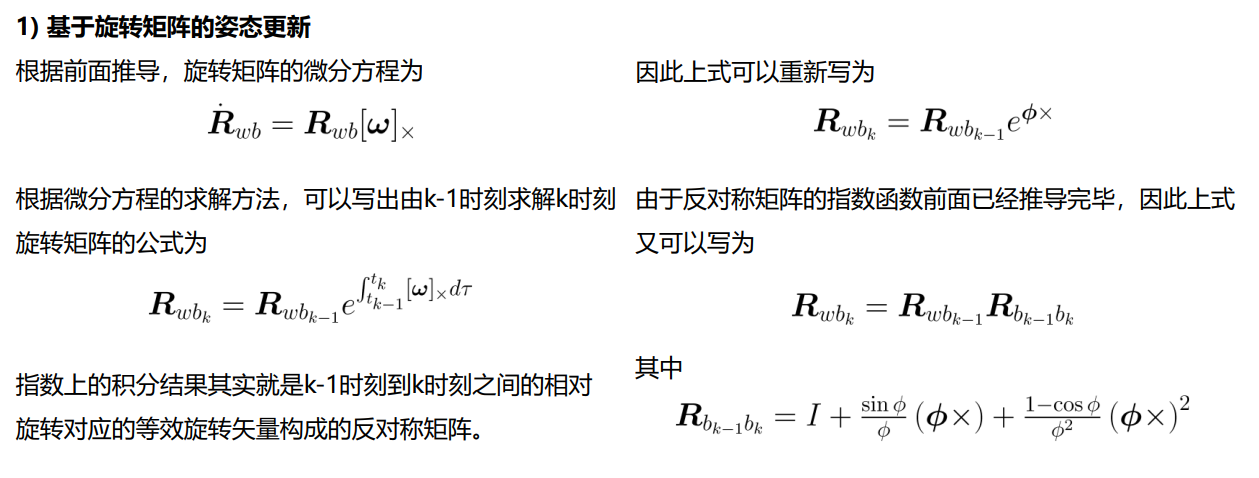 1) 基于旋转矩阵的姿态更新
根据前面推导，旋转矩阵的微分方程为
$\dot{\boldsymbol{R}}_{wb} = \boldsymbol{R}_{wb}[\boldsymbol{\omega}]_{\times}$
根据微分方程的求解方法，可以写出由k-1时刻求解k时刻
旋转矩阵的公式为
$\boldsymbol{R}_{wb_k} = \boldsymbol{R}_{wb_{k-1}} e^{\int_{t_{k-1}}^{t_k} [\boldsymbol{\omega}]_{\times} d\tau}$
指数上的积分结果其实就是k-1时刻到k时刻之间的相对
旋转对应的等效旋转矢量构成的反对称矩阵。
因此上式可以重新写为
$\boldsymbol{R}_{wb_k} = \boldsymbol{R}_{wb_{k-1}} e^{\boldsymbol{\phi}\times}$
由于反对称矩阵的指数函数前面已经推导完毕，因此上式
又可以写为
$\boldsymbol{R}_{wb_k} = \boldsymbol{R}_{wb_{k-1}} \boldsymbol{R}_{b_{k-1}b_k}$
其中
$\boldsymbol{R}_{b_{k-1}b_k} = I + \frac{\sin\phi}{\phi}(\boldsymbol{\phi}\times) + \frac{1-\cos\phi}{\phi^2}(\boldsymbol{\phi}\times)^2$